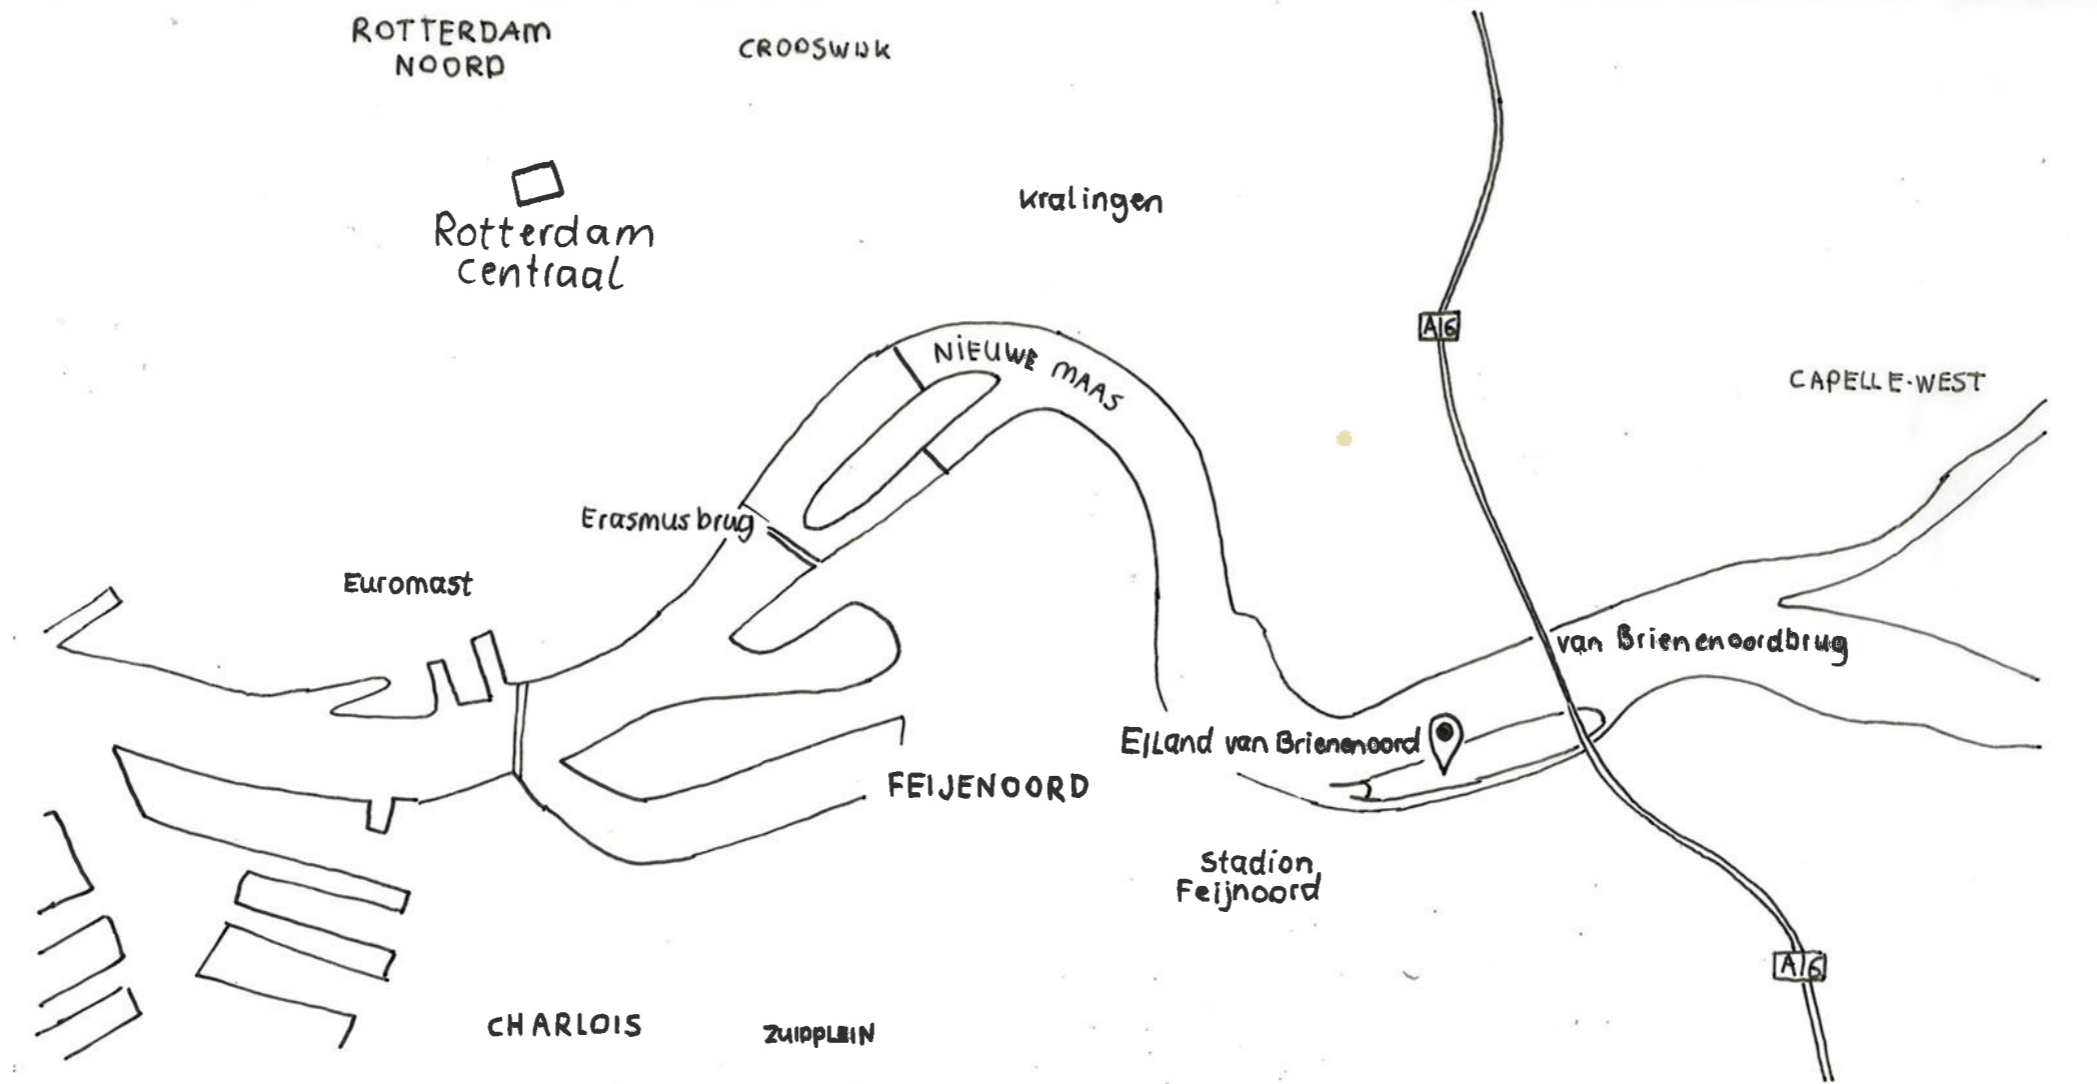 ROTTERDAM
NOORD
CROOSWIJK
Rotterdam
Centraal
Kralingen
A16
NIEUWE MAAS
CAPELLE-WEST
Erasmusbrug
Euromast
van Brienenoordbrug
EILand van Brienenoord
FEIJENOORD
Stadion
Feijnoord
A16
CHARLOIS
ZUIDPLEIN